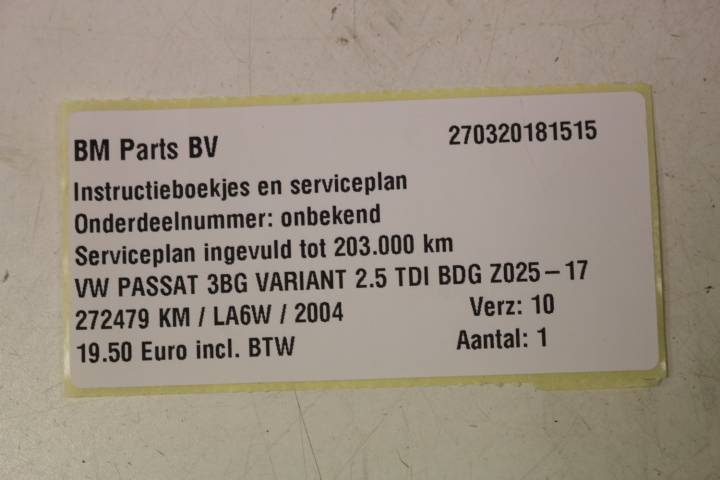 BM Parts BV 270320181515
Instructieboekjes en serviceplan
Onderdeelnummer: onbekend
Serviceplan ingevuld tot 203.000 km
VW PASSAT 3BG VARIANT 2.5 TDI BDG Z025-17
272479 KM / LA6W / 2004 Verz: 10
19.50 Euro incl. BTW Aantal: 1